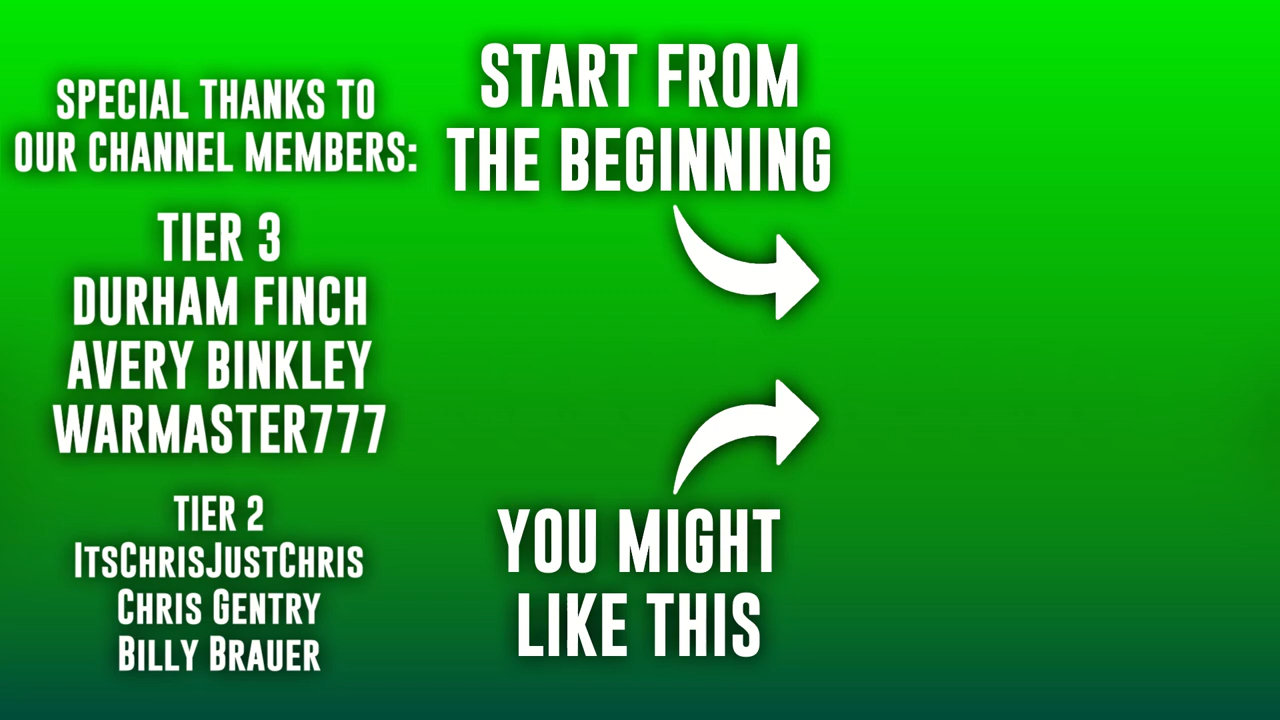 SPECIAL THANKS TO
OUR CHANNEL MEMBERS:
TIER 3
DURHAM FINCH
AVERY BINKLEY
WARMASTER777
TIER 2
ITSCHRISJUSTCHRIS
CHRIS GENTRY
BILLY BRAUER
START FROM
THE BEGINNING
YOU MIGHT
LIKE THIS